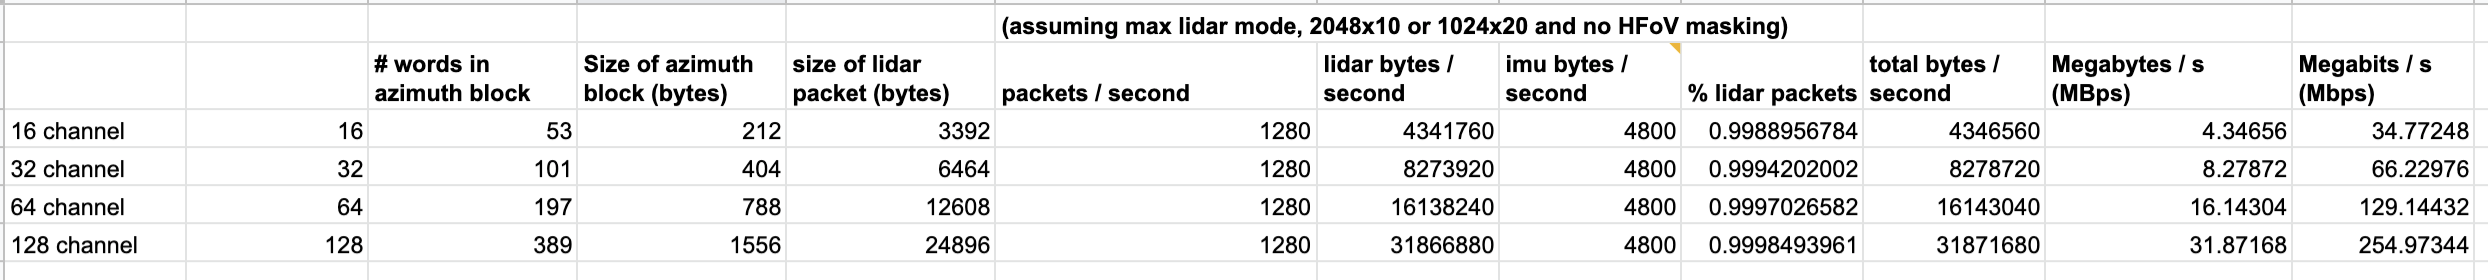 (assuming max lidar mode, 2048x10 or 1024x20 and no HFoV masking)
# words in azimuth block Size of azimuth block (bytes) size of lidar packet (bytes) packets / second lidar bytes / second imu bytes / second % lidar packets total bytes / second Megabytes / s (MBps) Megabits / s (Mbps)
16 channel 16 53 212 3392 1280 4341760 4800 0.9988956784 4346560 4.34656 34.77248
32 channel 32 101 404 6464 1280 8273920 4800 0.9994202002 8278720 8.27872 66.22976
64 channel 64 197 788 12608 1280 16138240 4800 0.9997026582 16143040 16.14304 129.14432
128 channel 128 389 1556 24896 1280 31866880 4800 0.9998493961 31871680 31.87168 254.97344